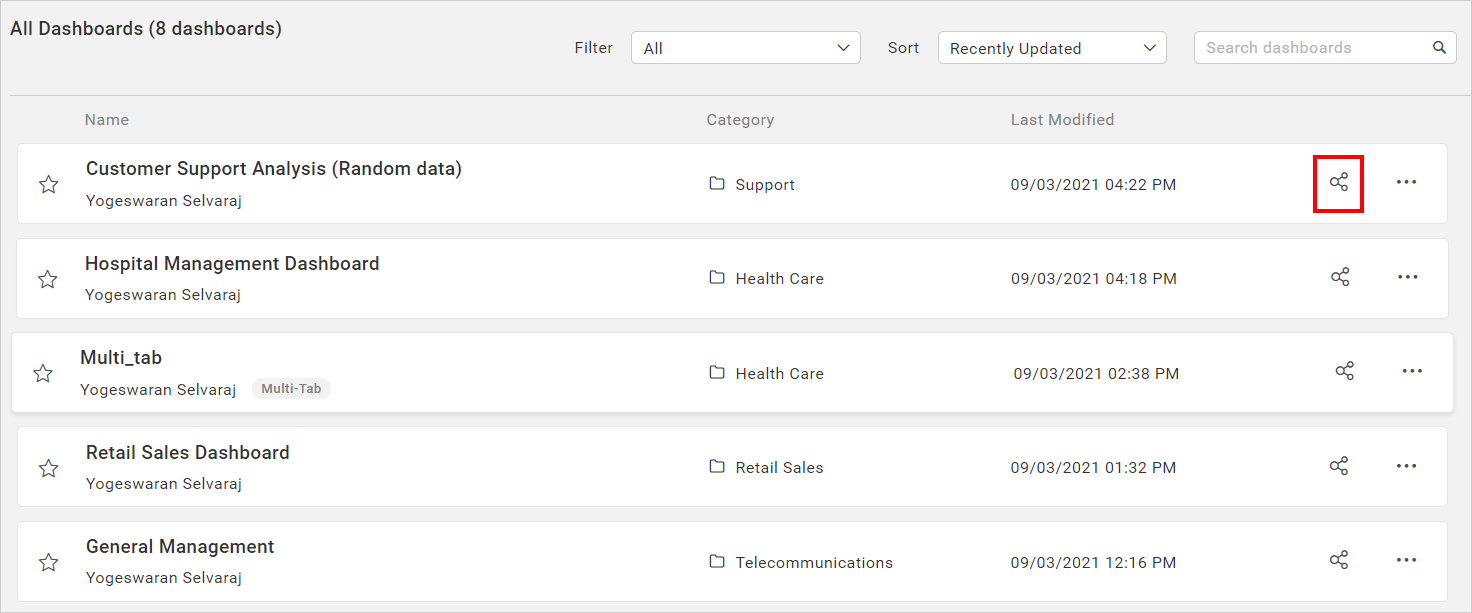 All Dashboards (8 dashboards)
Filter All Sort Recently Updated Search dashboards
Name Category Last Modified
Customer Support Analysis (Random data)
Yogeswaran Selvaraj
Support 09/03/2021 04:22 PM
Hospital Management Dashboard
Yogeswaran Selvaraj
Health Care 09/03/2021 04:18 PM
Multi_tab
Yogeswaran Selvaraj Multi-Tab
Health Care 09/03/2021 02:38 PM
Retail Sales Dashboard
Yogeswaran Selvaraj
Retail Sales 09/03/2021 01:32 PM
General Management
Yogeswaran Selvaraj
Telecommunications 09/03/2021 12:16 PM